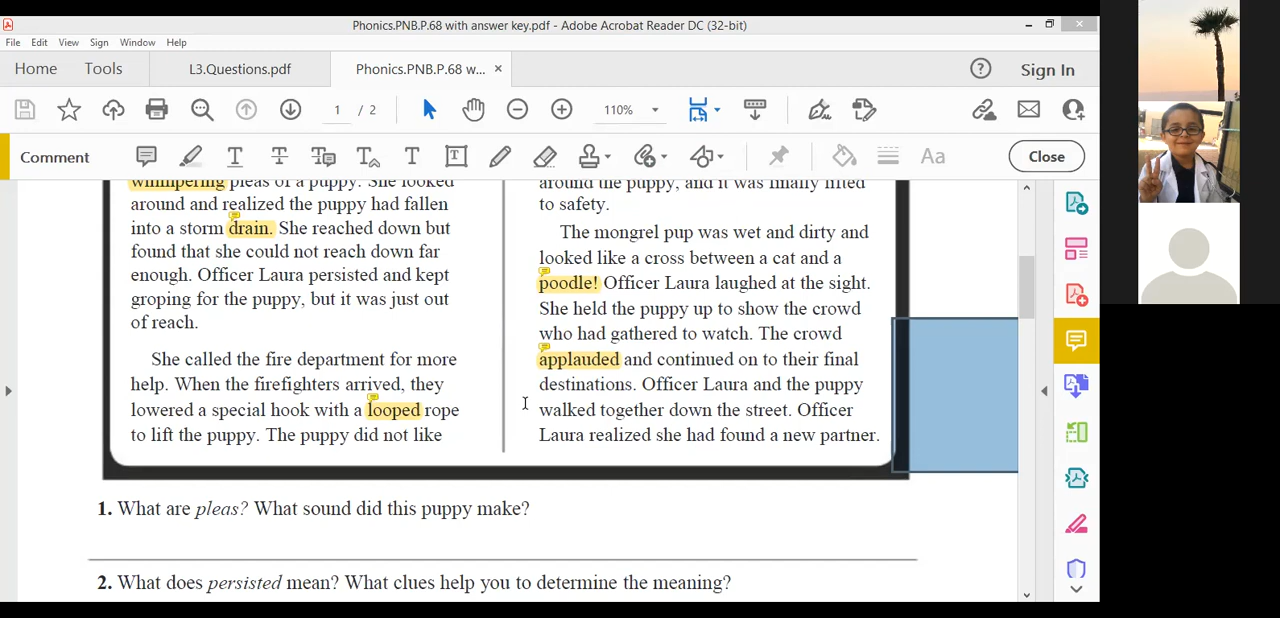 Phonics.PNB.P.68 with answer key.pdf - Adobe Acrobat Reader DC (32-bit)
File Edit View Sign Window Help
Home Tools L3.Questions.pdf Phonics.PNB.P.68 w... × Sign In
1 / 2 110%
Comment Aa Close
whimpering pleas of a puppy. She looked
around and realized the puppy had fallen
into a storm drain. She reached down but
found that she could not reach down far
enough. Officer Laura persisted and kept
groping for the puppy, but it was just out
of reach.
She called the fire department for more
help. When the firefighters arrived, they
lowered a special hook with a looped rope
to lift the puppy. The puppy did not like
around the puppy, and it was finally lifted
to safety.
The mongrel pup was wet and dirty and
looked like a cross between a cat and a
poodle! Officer Laura laughed at the sight.
She held the puppy up to show the crowd
who had gathered to watch. The crowd
applauded and continued on to their final
destinations. Officer Laura and the puppy
walked together down the street. Officer
Laura realized she had found a new partner.
1. What are pleas? What sound did this puppy make?
2. What does persisted mean? What clues help you to determine the meaning?